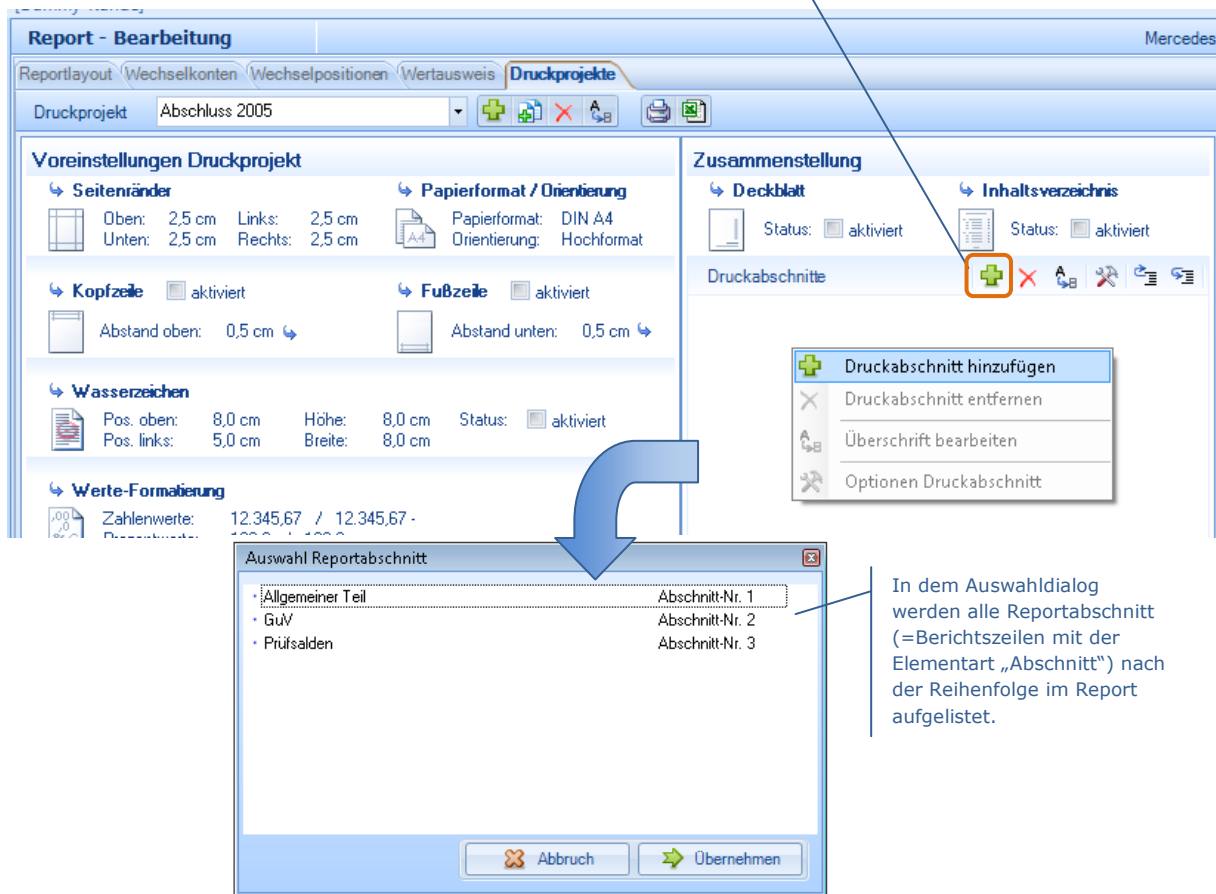 Report - Bearbeitung
Mercedes
Reportlayout Wechselkonten Wechselpositionen Wertausweis Druckprojekte
Druckprojekt Abschluss 2005
Voreinstellungen Druckprojekt
Seitenränder
Oben: 2,5 cm Links: 2,5 cm
Unten: 2,5 cm Rechts: 2,5 cm
Papierformat / Orientierung
Papierformat: DIN A4
Orientierung: Hochformat
Kopfzeile aktiviert
Abstand oben: 0,5 cm
Fußzeile aktiviert
Abstand unten: 0,5 cm
Wasserzeichen
Pos. oben: 8,0 cm Höhe: 8,0 cm Status: aktiviert
Pos. links: 5,0 cm Breite: 8,0 cm
Werte-Formatierung
Zahlenwerte: 12.345,67 / 12.345,67 -
Zusammenstellung
Deckblatt
Status: aktiviert
Inhaltsverzeichnis
Status: aktiviert
Druckabschnitte
Druckabschnitt hinzufügen
Druckabschnitt entfernen
Überschrift bearbeiten
Optionen Druckabschnitt
Auswahl Reportabschnitt
Allgemeiner Teil Abschnitt-Nr. 1
GuV Abschnitt-Nr. 2
Prüfsalden Abschnitt-Nr. 3
Abbruch Übernehmen
In dem Auswahldialog
werden alle Reportabschnitt
(=Berichtszeilen mit der
Elementart „Abschnitt“) nach
der Reihenfolge im Report
aufgelistet.